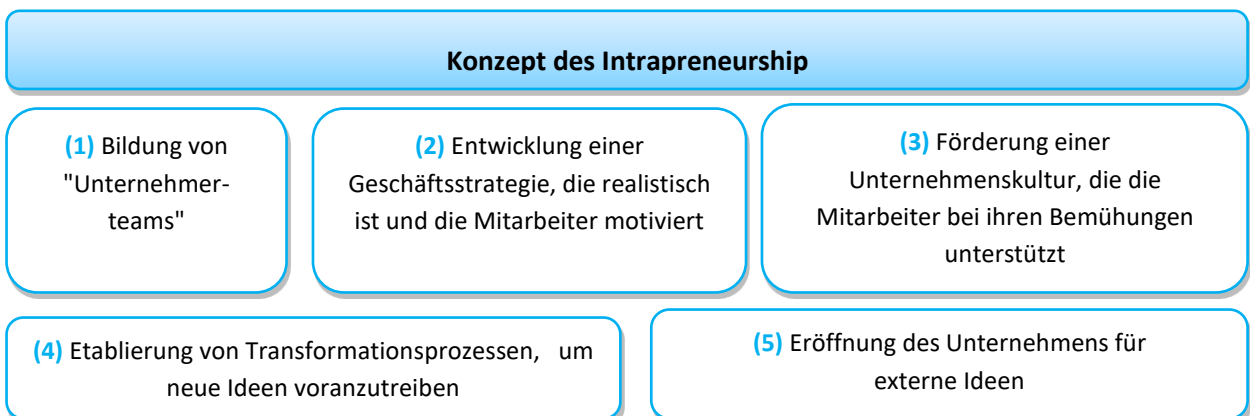 Konzept des Intrapreneurship
(1) Bildung von
"Unternehmer-
teams"
(2) Entwicklung einer
Geschäftsstrategie, die realistisch
ist und die Mitarbeiter motiviert
(3) Förderung einer
Unternehmenskultur, die die
Mitarbeiter bei ihren Bemühungen
unterstützt
(4) Etablierung von Transformationsprozessen, um
neue Ideen voranzutreiben
(5) Eröffnung des Unternehmens für
externe Ideen